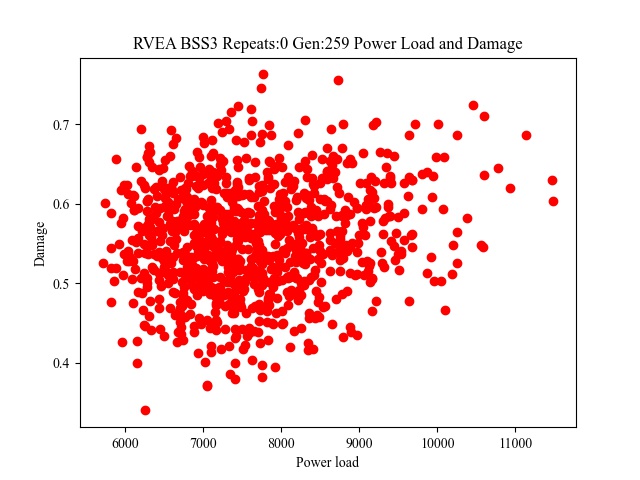 RVEA BSS3 Repeats:0 Gen:259 Power Load and Damage
0.7
0.6
0.5
0.4
Damage
6000 7000 8000 9000 10000 11000
Power load